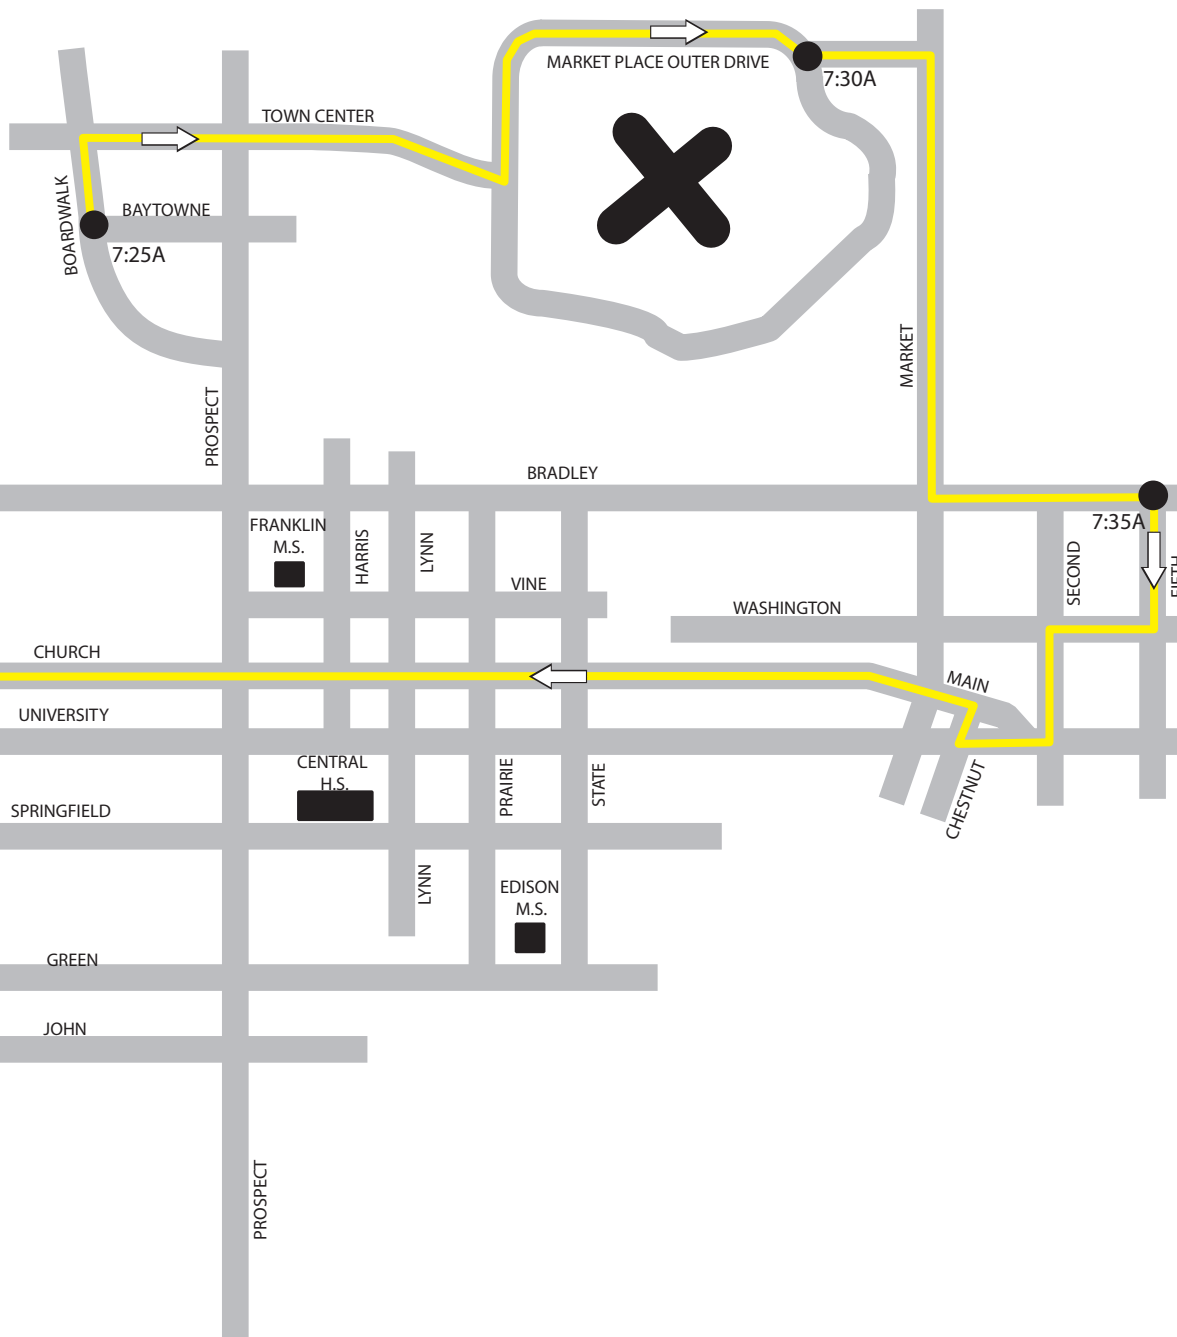 MARKET PLACE OUTER DRIVE
7:30A
TOWN CENTER
BOARDWALK
BAYTOWNE
7:25A
MARKET
PROSPECT
BRADLEY
7:35A
FRANKLIN
M.S.
HARRIS
LYNN
SECOND
FIFTH
VINE
WASHINGTON
CHURCH
MAIN
UNIVERSITY
CENTRAL
H.S.
PRAIRIE
STATE
CHESTNUT
SPRINGFIELD
LYNN
EDISON
M.S.
GREEN
JOHN
PROSPECT